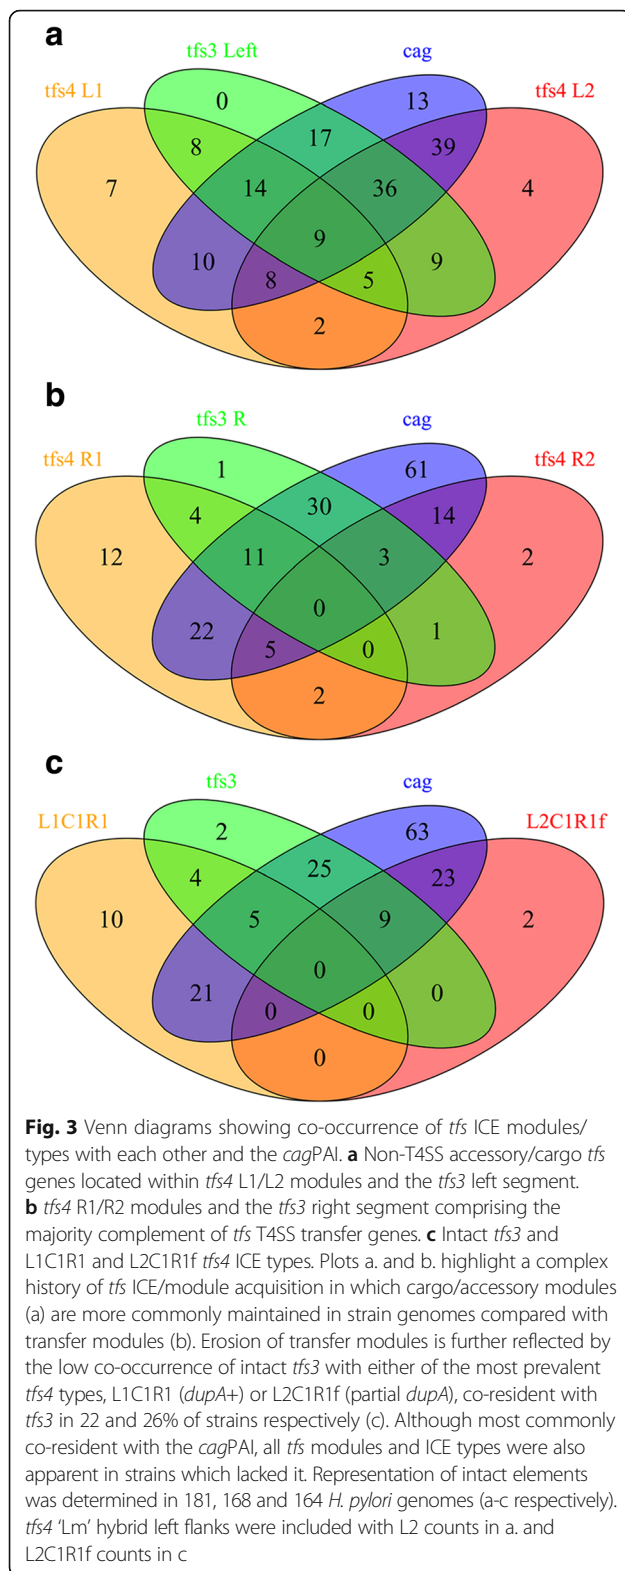 a
tfs3 Left
cag
tfs4 L1
tfs4 L2
0
13
8
17
39
7
14
36
4
9
10
9
8
5
2
b
tfs3 R
cag
tfs4 R1
tfs4 R2
1
61
4
30
14
12
11
3
2
0
22
1
5
0
2
c
tfs3
cag
L1C1R1
L2C1R1f
2
63
4
25
23
10
5
9
2
0
21
0
0
0
0
Fig. 3 Venn diagrams showing co-occurrence of tfs ICE modules/
types with each other and the cagPAI. a Non-T4SS accessory/cargo tfs
genes located within tfs4 L1/L2 modules and the tfs3 left segment.
b tfs4 R1/R2 modules and the tfs3 right segment comprising the
majority complement of tfs T4SS transfer genes. c Intact tfs3 and
L1C1R1 and L2C1R1f tfs4 ICE types. Plots a. and b. highlight a complex
history of tfs ICE/module acquisition in which cargo/accessory modules
(a) are more commonly maintained in strain genomes compared with
transfer modules (b). Erosion of transfer modules is further reflected by
the low co-occurrence of intact tfs3 with either of the most prevalent
tfs4 types, L1C1R1 (dupA+) or L2C1R1f (partial dupA), co-resident with
tfs3 in 22 and 26% of strains respectively (c). Although most commonly
co-resident with the cagPAI, all tfs modules and ICE types were also
apparent in strains which lacked it. Representation of intact elements
was determined in 181, 168 and 164 H. pylori genomes (a-c respectively).
tfs4 ‘Lm’ hybrid left flanks were included with L2 counts in a. and
L2C1R1f counts in c